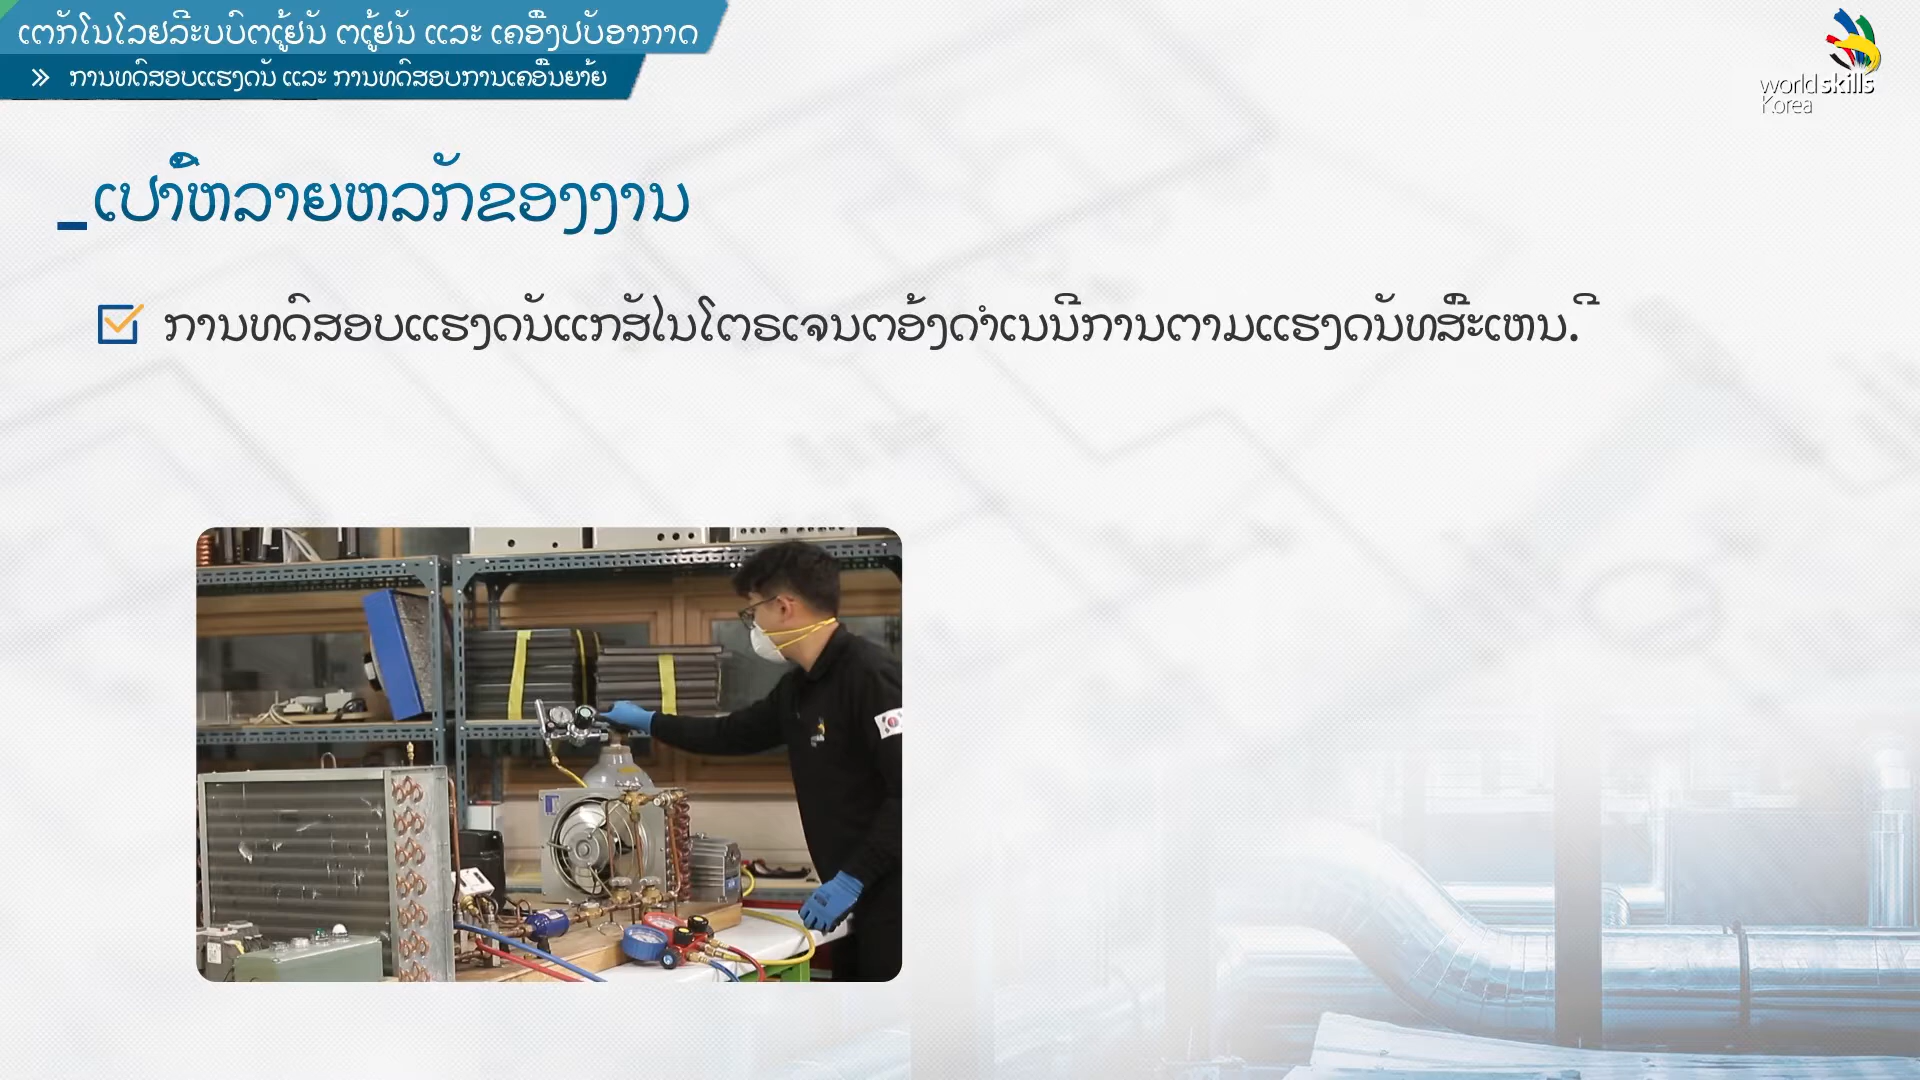 ເຕັກໂນໂລຢີລະບົບຕູ້ເຢັນ ຕູ້ເຢັນ ແລະ ເຄື່ອງປັບອາກາດ
ການທົດສອບແຮງດັນ ແລະ ການທົດສອບການເຄື່ອນຍ້າຍ
world skills
Korea
ເປົ້າຫລາຍຫລັກຂອງງານ
ການທົດສອບແຮງດັນແກັສໄນໂຕຣເຈນຕ້ອງດຳເນີນການຕາມແຮງດັນທີ່ສະເຫນີ.